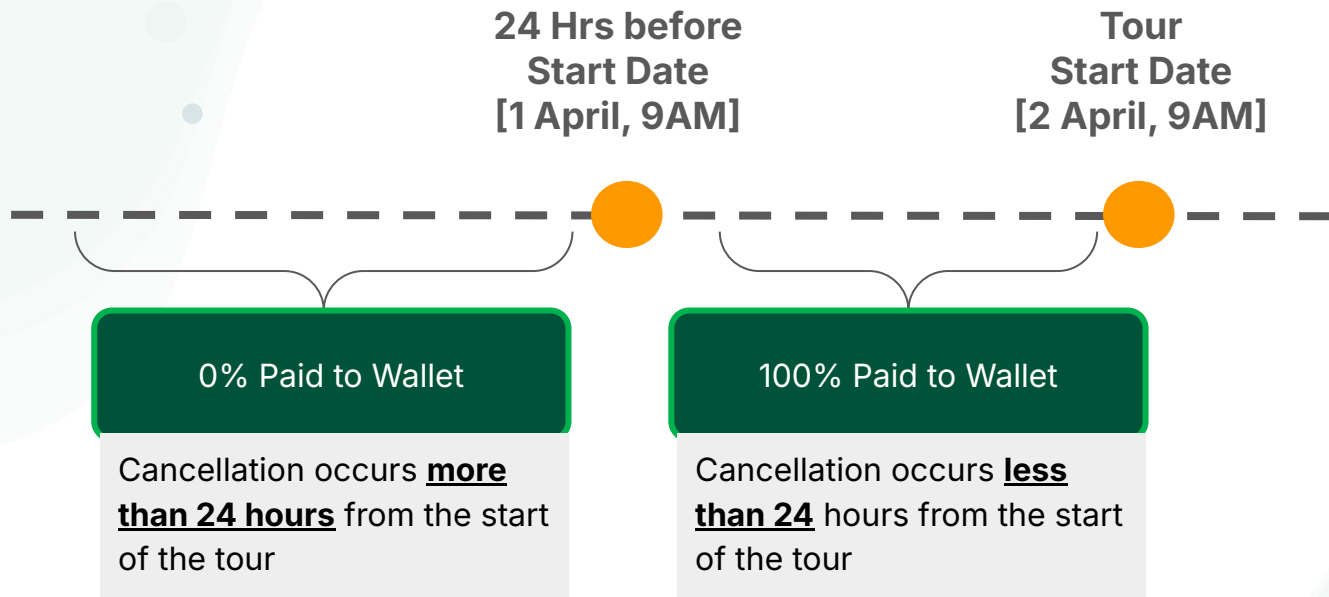 24 Hrs before
Start Date
[1 April, 9AM]
Tour
Start Date
[2 April, 9AM]
0% Paid to Wallet
Cancellation occurs more
than 24 hours from the start
of the tour
100% Paid to Wallet
Cancellation occurs less
than 24 hours from the start
of the tour